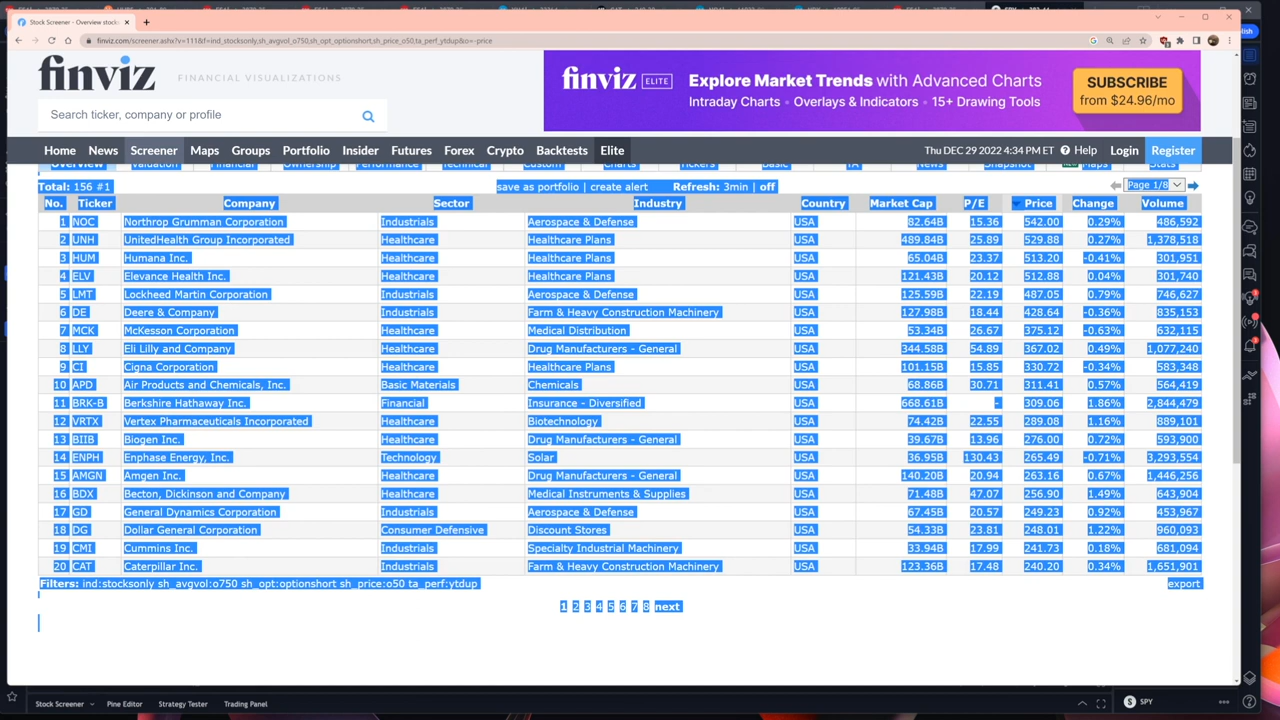 Stock Screener - Overview stock:
finviz.com/screener.ashx?v=111&f=ind_stocksonly,sh_avgvol_o750,sh_opt_optionshort,sh_price_o50,ta_perf_ytdup&o=-price
finviz FINANCIAL VISUALIZATIONS
Search ticker, company or profile
finviz ELITE Explore Market Trends with Advanced Charts
Intraday Charts • Overlays & Indicators • 15+ Drawing Tools
SUBSCRIBE
from $24.96/mo
Home News Screener Maps Groups Portfolio Insider Futures Forex Crypto Backtests Elite Thu DEC 29 2022 4:34 PM ET Help Login Register
Total: 156 #1 save as portfolio | create alert Refresh: 3min | off Page 1/8
No. Ticker Company Sector Industry Country Market Cap P/E Price Change Volume
1 NOC Northrop Grumman Corporation Industrials Aerospace & Defense USA 82.64B 15.36 542.00 0.29% 486,592
2 UNH UnitedHealth Group Incorporated Healthcare Healthcare Plans USA 489.84B 25.89 529.88 0.27% 1,378,518
3 HUM Humana Inc. Healthcare Healthcare Plans USA 65.04B 23.37 513.20 -0.41% 301,951
4 ELV Elevance Health Inc. Healthcare Healthcare Plans USA 121.43B 20.12 512.88 0.04% 301,740
5 LMT Lockheed Martin Corporation Industrials Aerospace & Defense USA 125.59B 22.19 487.05 0.79% 746,627
6 DE Deere & Company Industrials Farm & Heavy Construction Machinery USA 127.98B 18.44 428.64 -0.36% 835,153
7 MCK McKesson Corporation Healthcare Medical Distribution USA 53.34B 26.67 375.12 -0.63% 632,115
8 LLY Eli Lilly and Company Healthcare Drug Manufacturers - General USA 344.58B 54.89 367.02 0.49% 1,077,240
9 CI Cigna Corporation Healthcare Healthcare Plans USA 101.15B 15.85 330.72 -0.34% 583,348
10 APD Air Products and Chemicals, Inc. Basic Materials Chemicals USA 68.86B 30.71 311.41 0.57% 564,419
11 BRK-B Berkshire Hathaway Inc. Financial Insurance - Diversified USA 668.61B - 309.06 1.86% 2,844,479
12 VRTX Vertex Pharmaceuticals Incorporated Healthcare Biotechnology USA 74.42B 22.55 289.08 1.16% 889,101
13 BIIB Biogen Inc. Healthcare Drug Manufacturers - General USA 39.67B 13.96 276.00 0.72% 593,900
14 ENPH Enphase Energy, Inc. Technology Solar USA 36.95B 130.43 265.49 -0.71% 3,293,554
15 AMGN Amgen Inc. Healthcare Drug Manufacturers - General USA 140.20B 20.94 263.16 0.67% 1,446,256
16 BDX Becton, Dickinson and Company Healthcare Medical Instruments & Supplies USA 71.48B 47.07 256.90 1.49% 643,904
17 GD General Dynamics Corporation Industrials Aerospace & Defense USA 67.45B 20.57 249.23 0.92% 453,967
18 DG Dollar General Corporation Consumer Defensive Discount Stores USA 54.33B 23.81 248.01 1.22% 960,093
19 CMI Cummins Inc. Industrials Specialty Industrial Machinery USA 33.94B 17.99 241.73 0.18% 681,094
20 CAT Caterpillar Inc. Industrials Farm & Heavy Construction Machinery USA 123.36B 17.48 240.20 0.34% 1,651,901
Filters: ind:stocksonly sh_avgvol:o750 sh_opt:optionshort sh_price:o50 ta_perf:ytdup export
1 2 3 4 5 6 7 8 next
Stock Screener Pine Editor Strategy Tester Trading Panel SPY